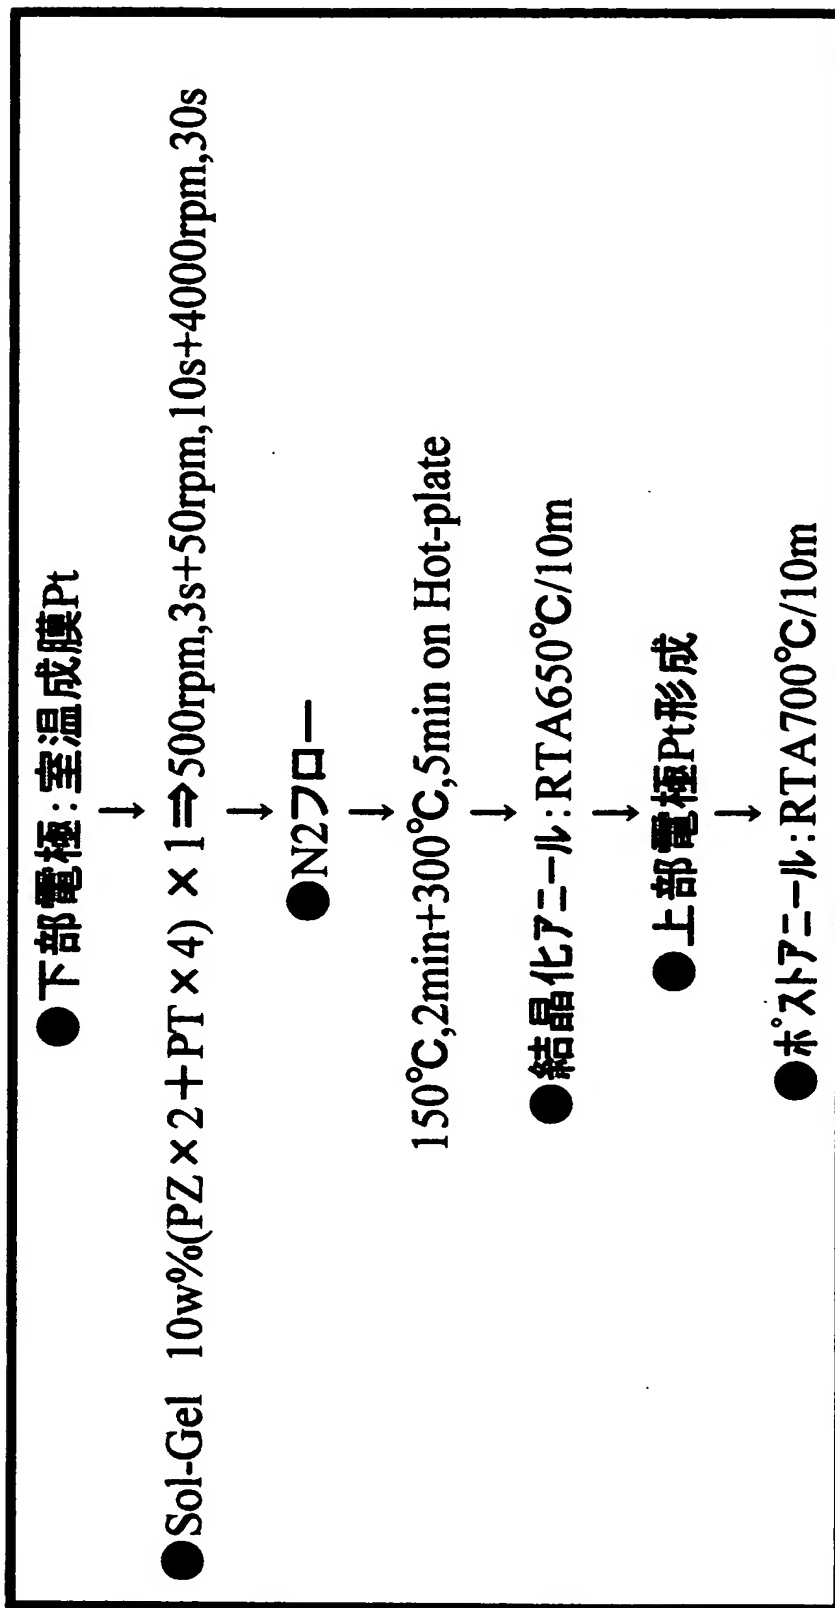 ●下部電極:室温成膜Pt
↓
●Sol-Gel 10w%(PZ×2+PT×4)×1⇒500rpm,3s+50rpm,10s+4000rpm,30s
↓
●N2フロー
↓
150℃,2min+300℃,5min on Hot-plate
↓
●結晶化アニール:RTA650℃/10m
↓
●上部電極Pt形成
↓
●ポストアニール:RTA700℃/10m